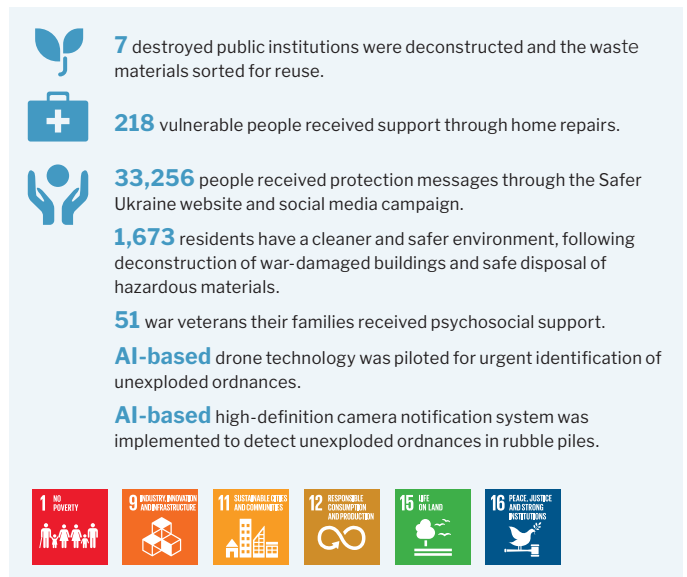 7 destroyed public institutions were deconstructed and the waste
materials sorted for reuse.
218 vulnerable people received support through home repairs.
33,256 people received protection messages through the Safer
Ukraine website and social media campaign.
1,673 residents have a cleaner and safer environment, following
deconstruction of war-damaged buildings and safe disposal of
hazardous materials.
51 war veterans their families received psychosocial support.
AI-based drone technology was piloted for urgent identification of
unexploded ordnances.
AI-based high-definition camera notification system was
implemented to detect unexploded ordnances in rubble piles.
1 NO
POVERTY
9 INDUSTRY, INNOVATION
AND INFRASTRUCTURE
11 SUSTAINABLE CITIES
AND COMMUNITIES
12 RESPONSIBLE
CONSUMPTION
AND PRODUCTION
15 LIFE
ON LAND
16 PEACE, JUSTICE
AND STRONG
INSTITUTIONS